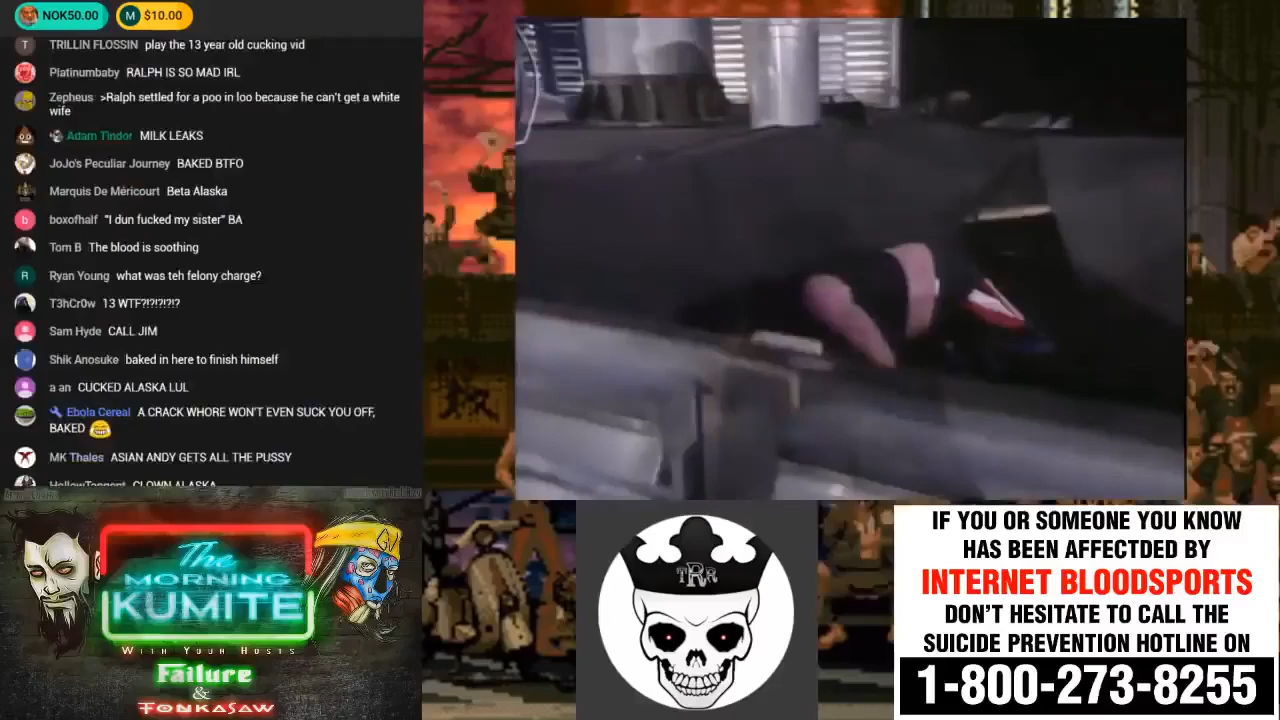 NOK50.00 M $10.00
T TRILLIN FLOSSIN play the 13 year old cucking vid
Platinumbaby RALPH IS SO MAD IRL
Zepheus >Ralph settled for a poo in loo because he can't get a white
wife
Adam Tindor MILK LEAKS
JoJo's Peculiar Journey BAKED BTFO
Marquis De Méricourt Beta Alaska
b boxofhalf "I dun fucked my sister" BA
Tom B The blood is soothing
R Ryan Young what was teh felony charge?
T3hCr0w 13 WTF?!?!?!?!?
Sam Hyde CALL JIM
Shik Anosuke baked in here to finish himself
a an CUCKED ALASKA LUL
Ebola Cereal A CRACK WHORE WON'T EVEN SUCK YOU OFF,
BAKED
MK Thales ASIAN ANDY GETS ALL THE PUSSY
HollowTangent CLOWN ALASKA
The
MORNING
KUMITE
WITH YOUR HOSTS
Failure
&
TONKASAW
TRR
IF YOU OR SOMEONE YOU KNOW
HAS BEEN AFFECTDED BY
INTERNET BLOODSPORTS
DON'T HESITATE TO CALL THE
SUICIDE PREVENTION HOTLINE ON
1-800-273-8255